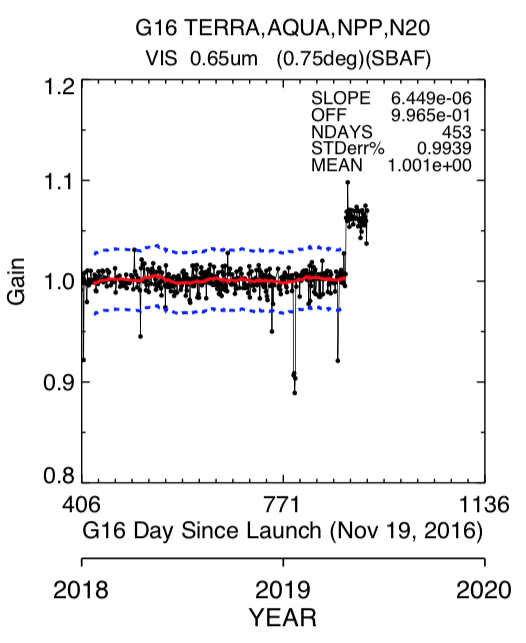 G16 TERRA,AQUA,NPP,N20
VIS 0.65um (0.75deg)(SBAF)
SLOPE 6.449e-06
OFF 9.965e-01
NDAYS 453
STDerr% 0.9939
MEAN 1.001e+00
1.2
1.1
1.0
0.9
0.8
Gain
406 771 1136
G16 Day Since Launch (Nov 19, 2016)
2018 2019 2020
YEAR